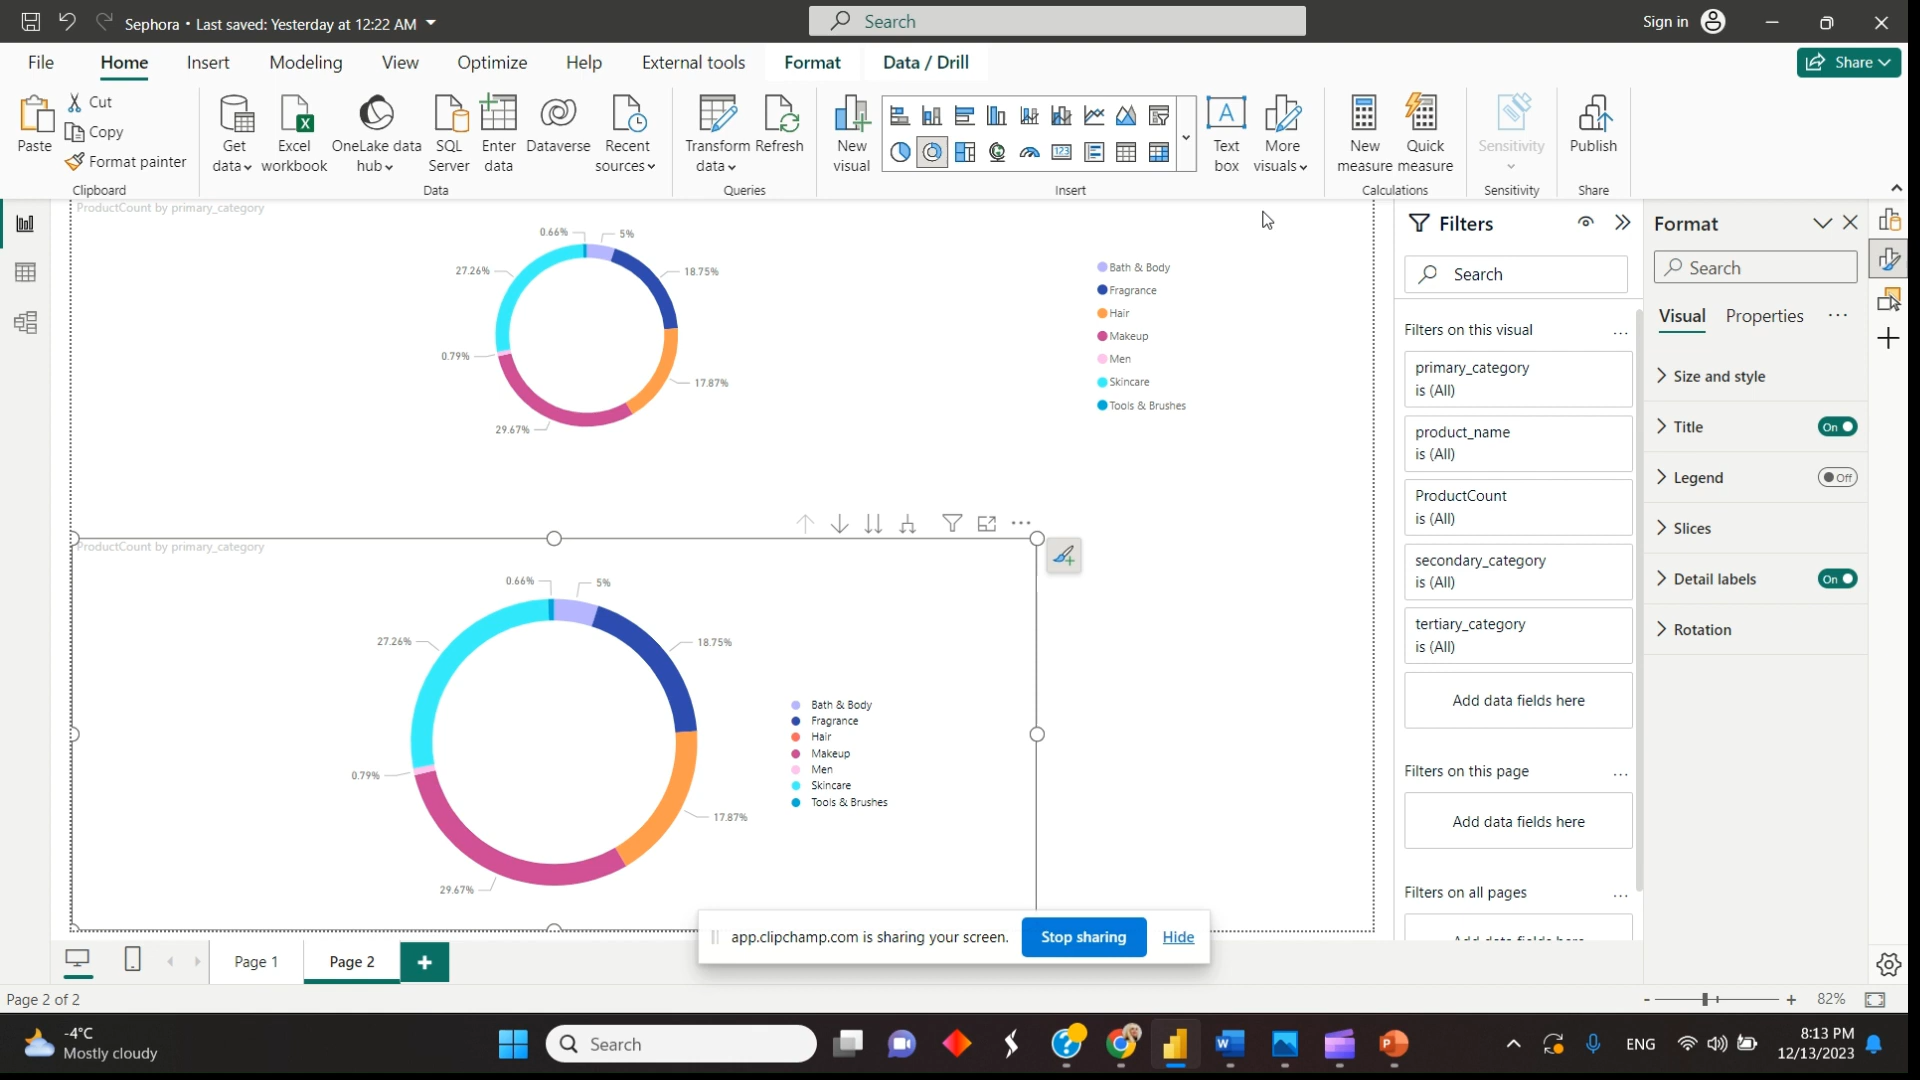 Sephora • Last saved: Yesterday at 12:22 AM
Search
Sign in
File
Home
Insert
Modeling
View
Optimize
Help
External tools
Format
Data / Drill
Share
Paste
Cut
Copy
Format painter
Clipboard
Get data
Excel workbook
OneLake data hub
SQL Server
Enter data
Dataverse
Recent sources
Data
Transform data
Refresh
Queries
New visual
123
Insert
A
Text box
More visuals
New measure
Quick measure
Calculations
Sensitivity
Sensitivity
Publish
Share
ProductCount by primary_category
0.66%
5%
27.26%
18.75%
0.79%
17.87%
29.67%
Bath & Body
Fragrance
Hair
Makeup
Men
Skincare
Tools & Brushes
ProductCount by primary_category
0.66%
5%
27.26%
18.75%
0.79%
17.87%
29.67%
Bath & Body
Fragrance
Hair
Makeup
Men
Skincare
Tools & Brushes
Filters
Search
Filters on this visual
primary_category
is (All)
product_name
is (All)
ProductCount
is (All)
secondary_category
is (All)
tertiary_category
is (All)
Add data fields here
Filters on this page
Add data fields here
Filters on all pages
Add data fields here
Format
Search
Visual
Properties
Size and style
Title
On
Legend
Off
Slices
Detail labels
On
Rotation
app.clipchamp.com is sharing your screen.
Stop sharing
Hide
Page 1
Page 2
Page 2 of 2
82%
-4°C
Mostly cloudy
Search
ENG
8:13 PM
12/13/2023